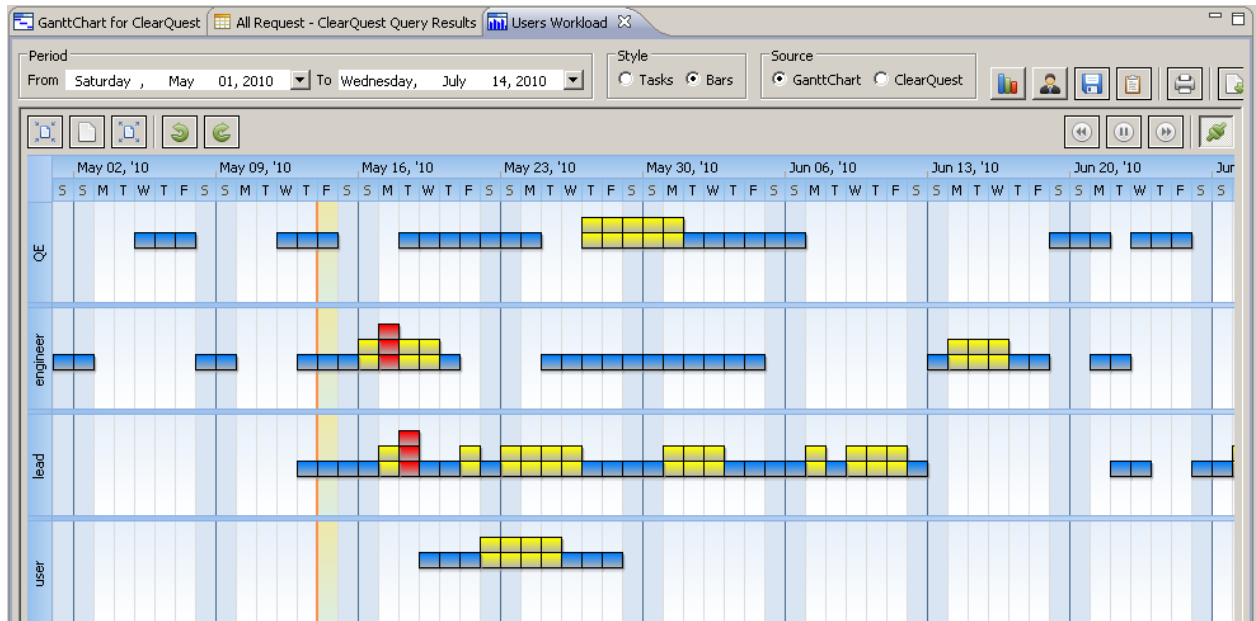 GanttChart for ClearQuest All Request - ClearQuest Query Results Users Workload
Period Style Source
From Saturday , May 01, 2010 To Wednesday, July 14, 2010 Tasks Bars GanttChart ClearQuest
May 02, '10 May 09, '10 May 16, '10 May 23, '10 May 30, '10 Jun 06, '10 Jun 13, '10 Jun 20, '10 Jun
S S M T W T F S S M T W T F S S M T W T F S S M T W T F S S M T W T F S S M T W T F S S M T W T F S S M T W T F S S
QE
engineer
lead
user